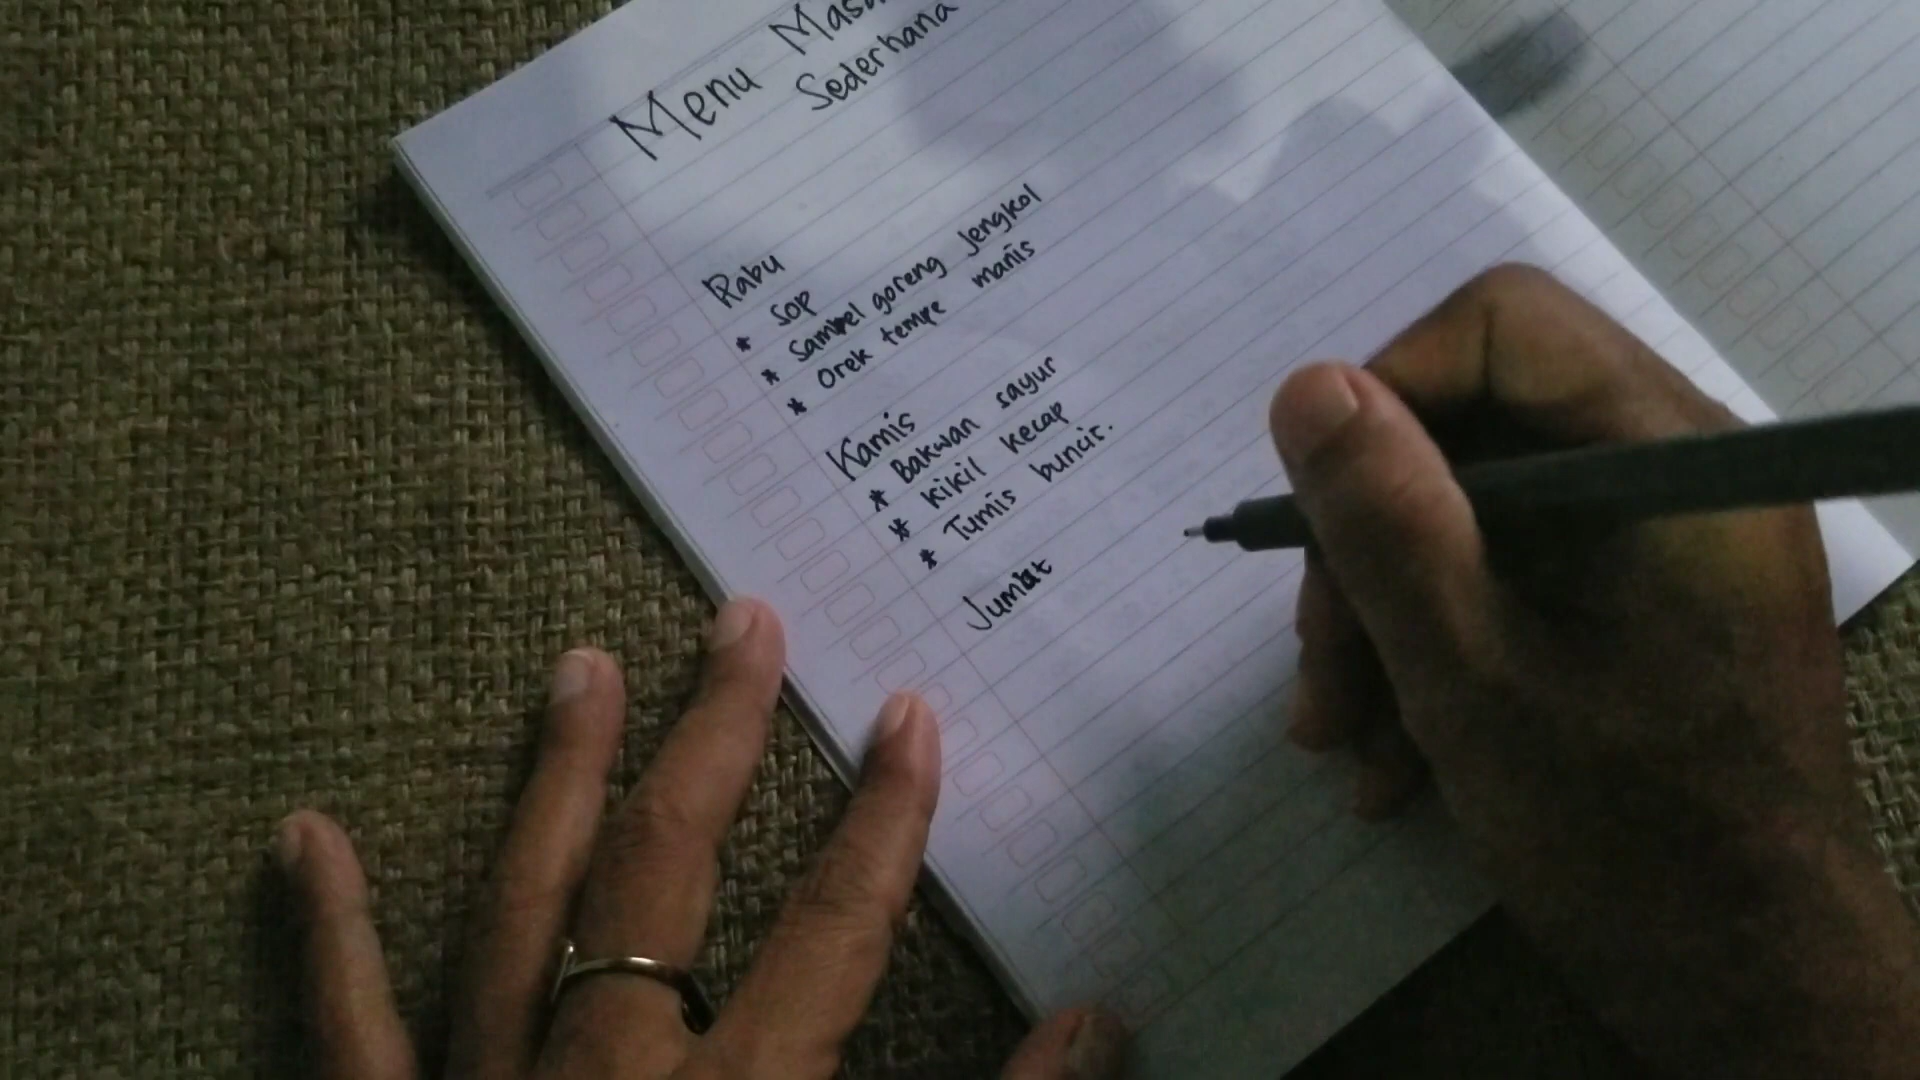 Menu
Sederhana
Rabu
* Sop
* Sambel goreng Jengkol
* Orek tempe manis
Kamis
* Bakwan sayur
* Kikil kecap
* Tumis buncis.
Jumat